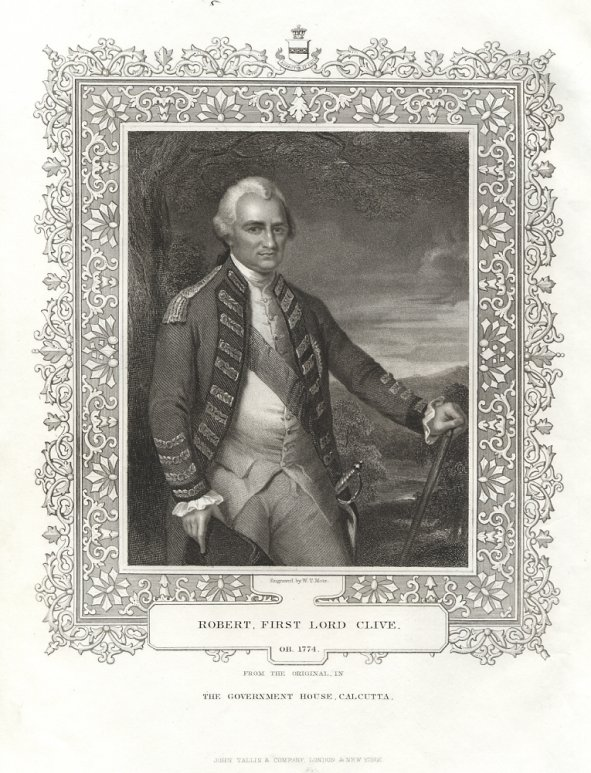 Engraved by W. T. Mote.
ROBERT, FIRST LORD CLIVE.
OB. 1774.
FROM THE ORIGINAL, IN
THE GOVERNMENT HOUSE, CALCUTTA.
JOHN TALLIS & COMPANY, LONDON & NEW YORK.